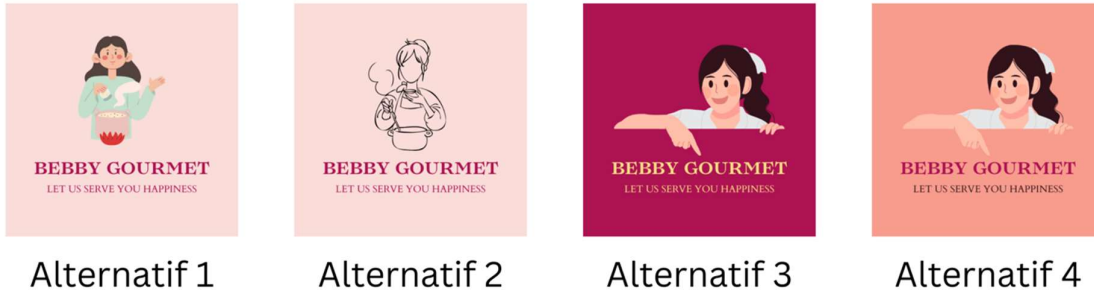 BEBBY GOURMET
LET US SERVE YOU HAPPINESS
Alternatif 1
BEBBY GOURMET
LET US SERVE YOU HAPPINESS
Alternatif 2
BEBBY GOURMET
LET US SERVE YOU HAPPINESS
Alternatif 3
BEBBY GOURMET
LET US SERVE YOU HAPPINESS
Alternatif 4